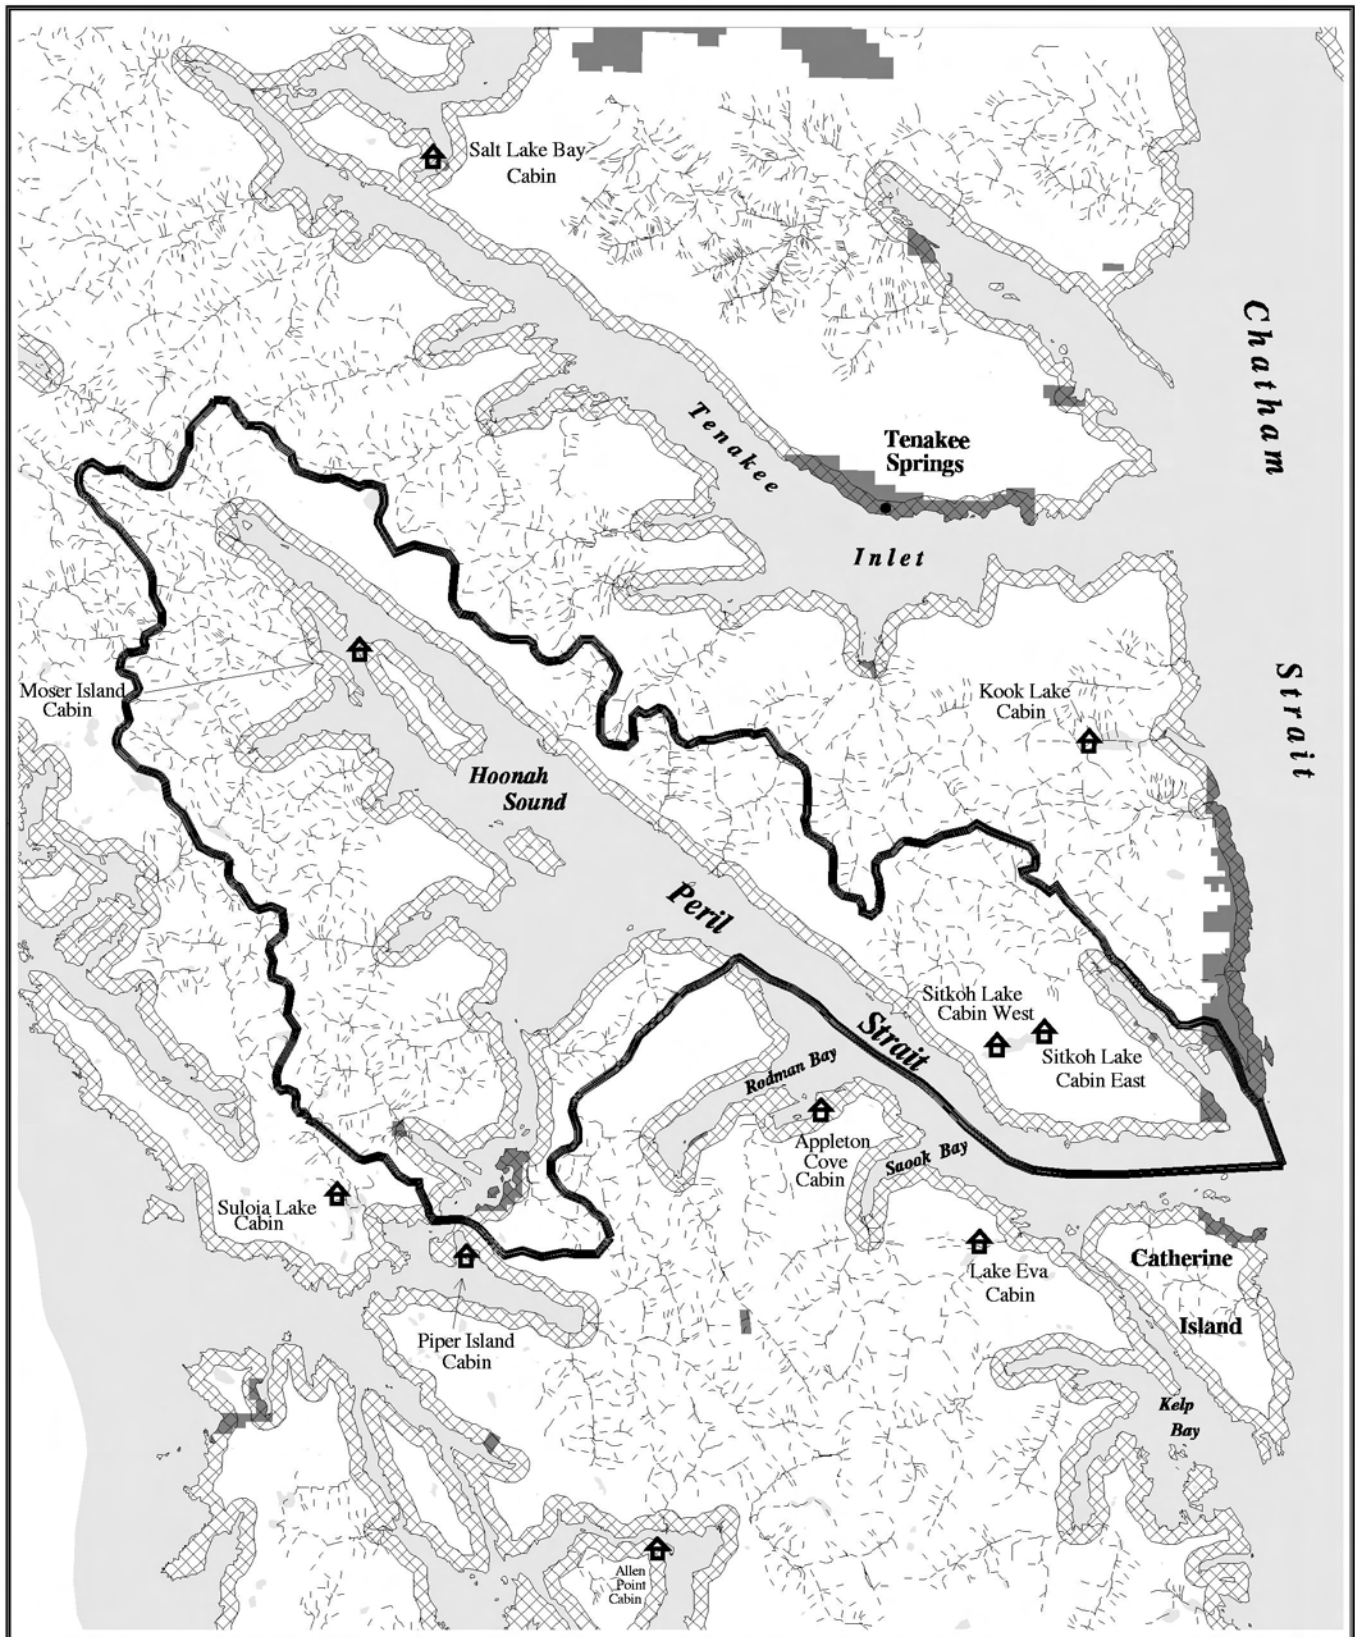 Salt Lake Bay
Cabin
Chatham
Tenakee
Tenakee
Springs
Inlet
Strait
Kook Lake
Cabin
Moser Island
Cabin
Hoonah
Sound
Peril
Sitkoh Lake
Cabin West
Strait
Sitkoh Lake
Cabin East
Rodman Bay
Appleton
Cove
Cabin
Saook Bay
Suloia Lake
Cabin
Catherine
Island
Lake Eva
Cabin
Piper Island
Cabin
Kelp
Bay
Allen
Point
Cabin